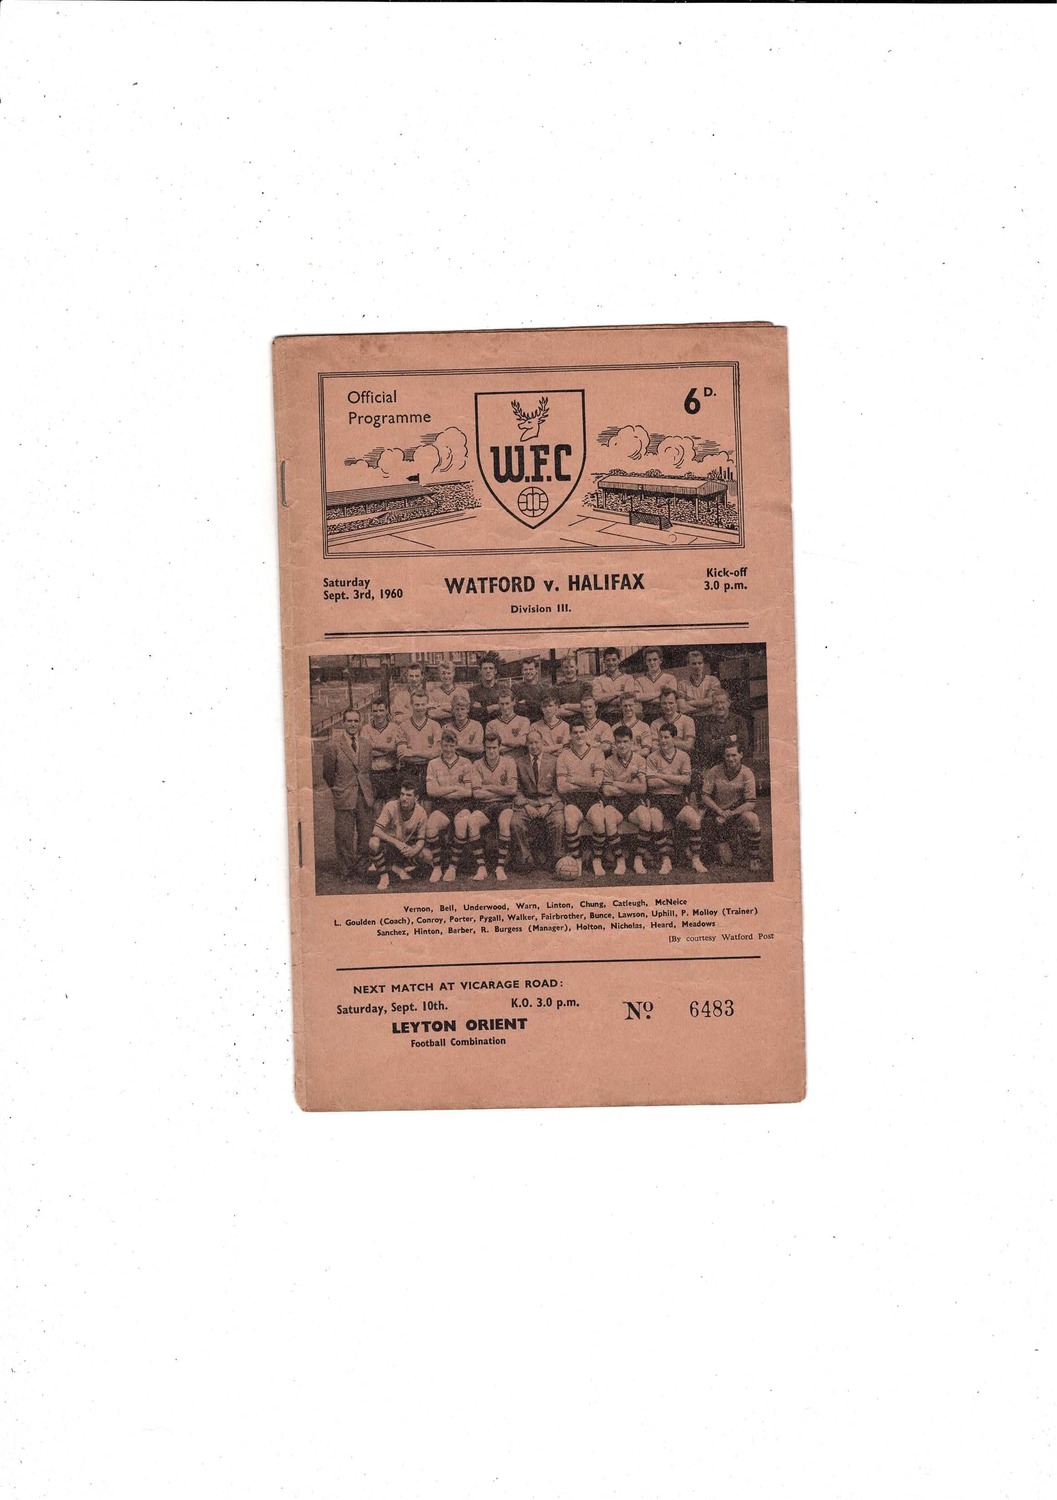 Official
Programme
6D.
W.F.C
Saturday
Sept. 3rd, 1960
WATFORD v. HALIFAX
Kick-off
3.0 p.m.
Division III.
Vernon, Bell, Underwood, Warn, Linton, Chung, Catleugh, McNeice
L. Goulden (Coach), Conroy, Porter, Pygall, Walker, Fairbrother, Bunce, Lawson, Uphill, P. Molloy (Trainer)
Sanchez, Hinton, Barber, R. Burgess (Manager), Holton, Nicholas, Heard, Meadows
[By courtesy Watford Post
NEXT MATCH AT VICARAGE ROAD:
Saturday, Sept. 10th. K.O. 3.0 p.m.
LEYTON ORIENT
Football Combination
Nº 6483